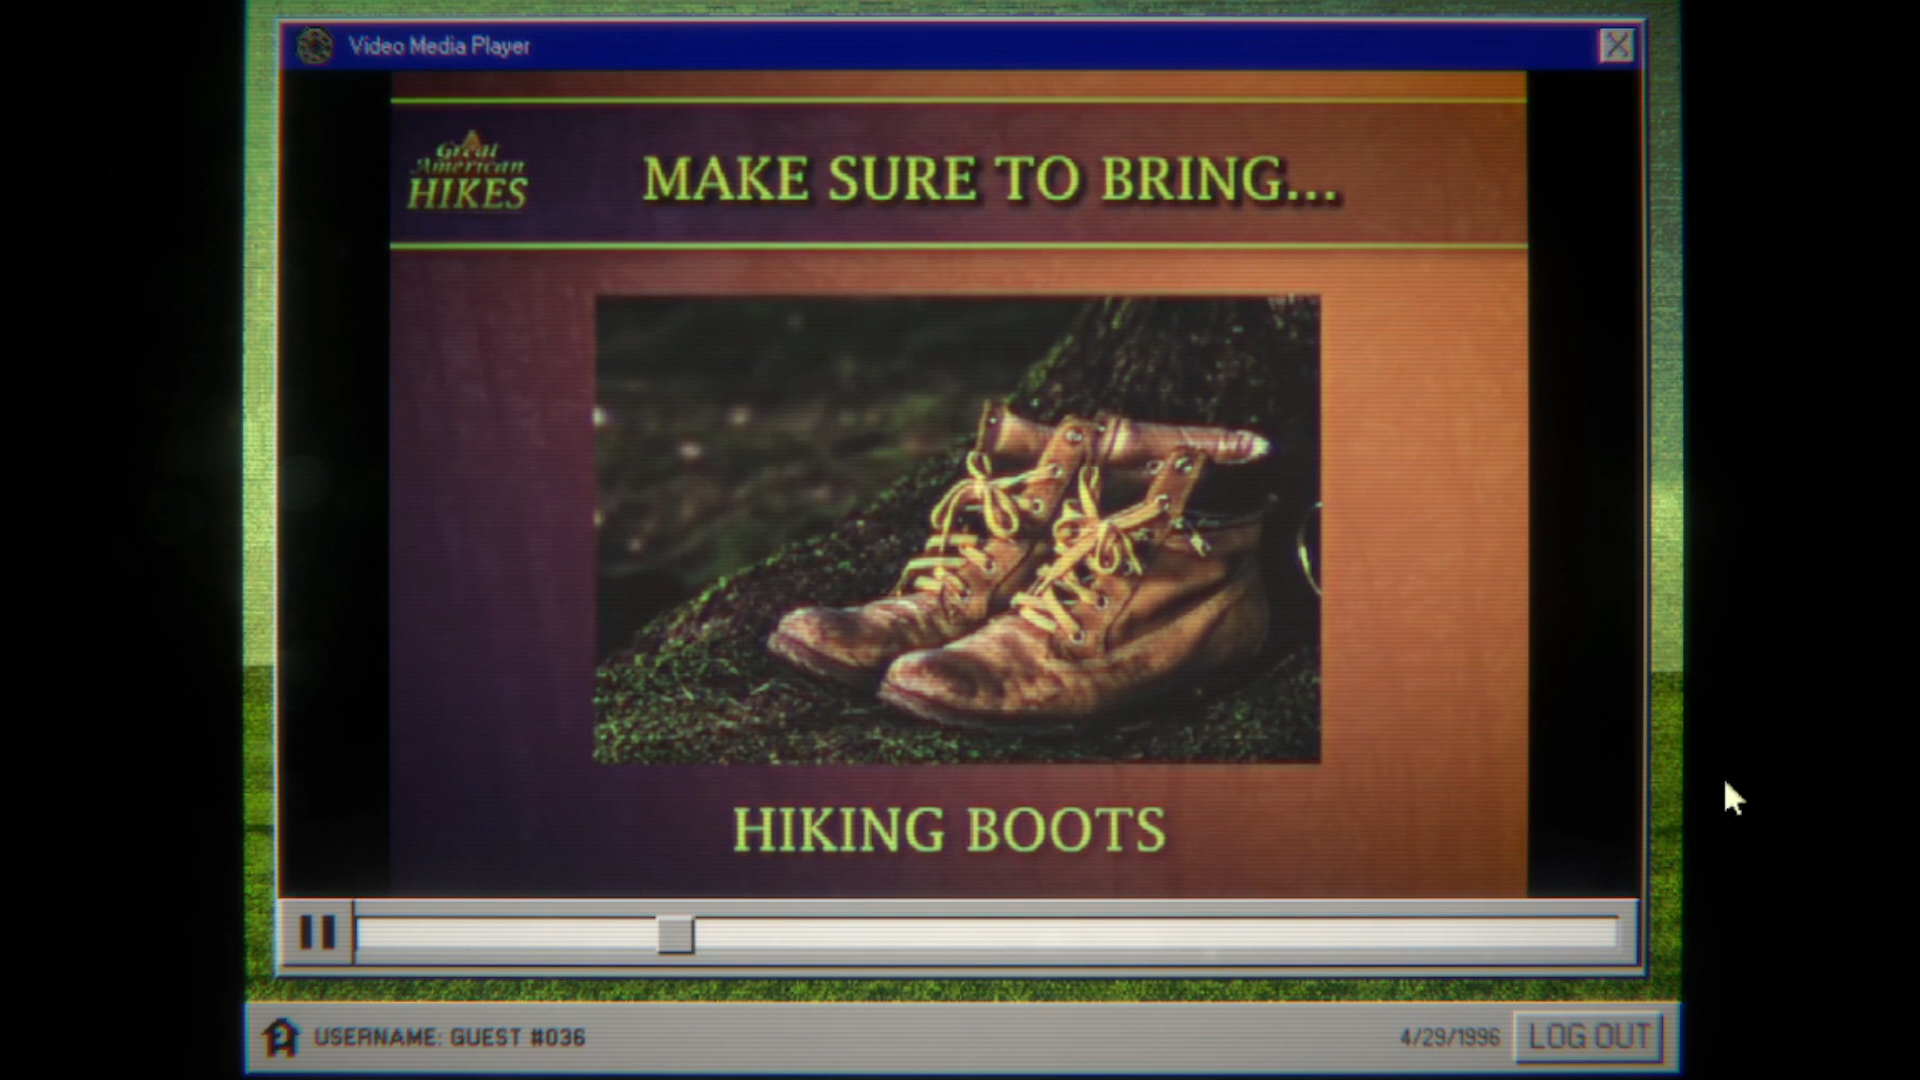 Video Media Player
Great
American
HIKES
MAKE SURE TO BRING...
HIKING BOOTS
USERNAME: GUEST #036
4/29/1996
LOG OUT